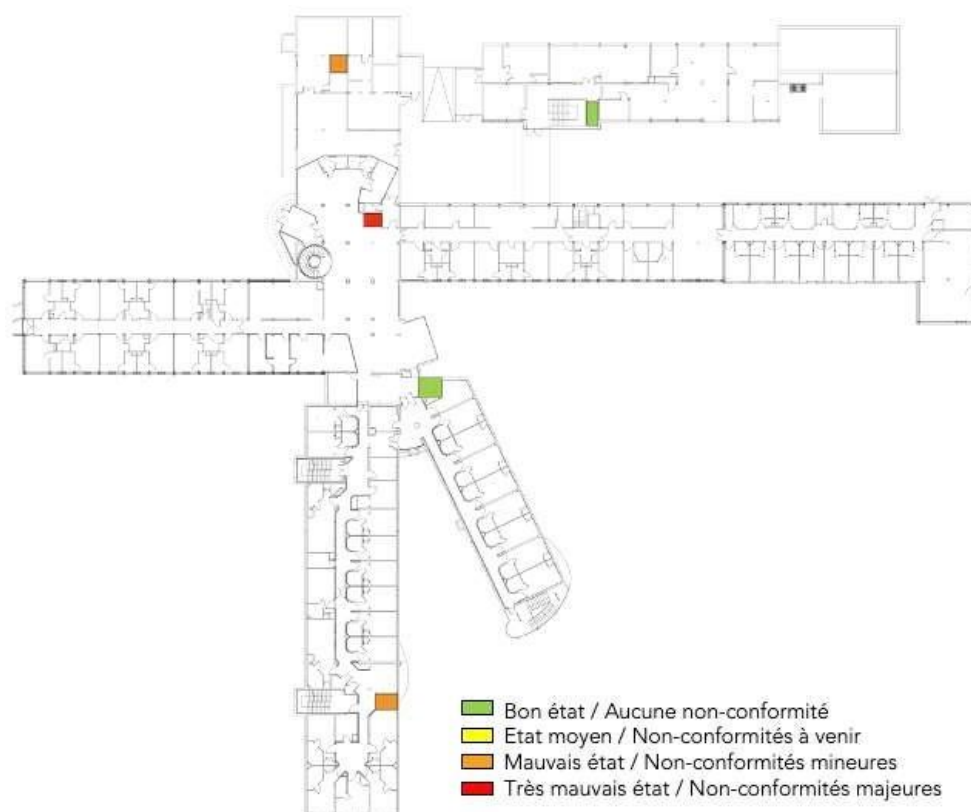 Bon état / Aucune non-conformité
Etat moyen / Non-conformités à venir
Mauvais état / Non-conformités mineures
Très mauvais état / Non-conformités majeures